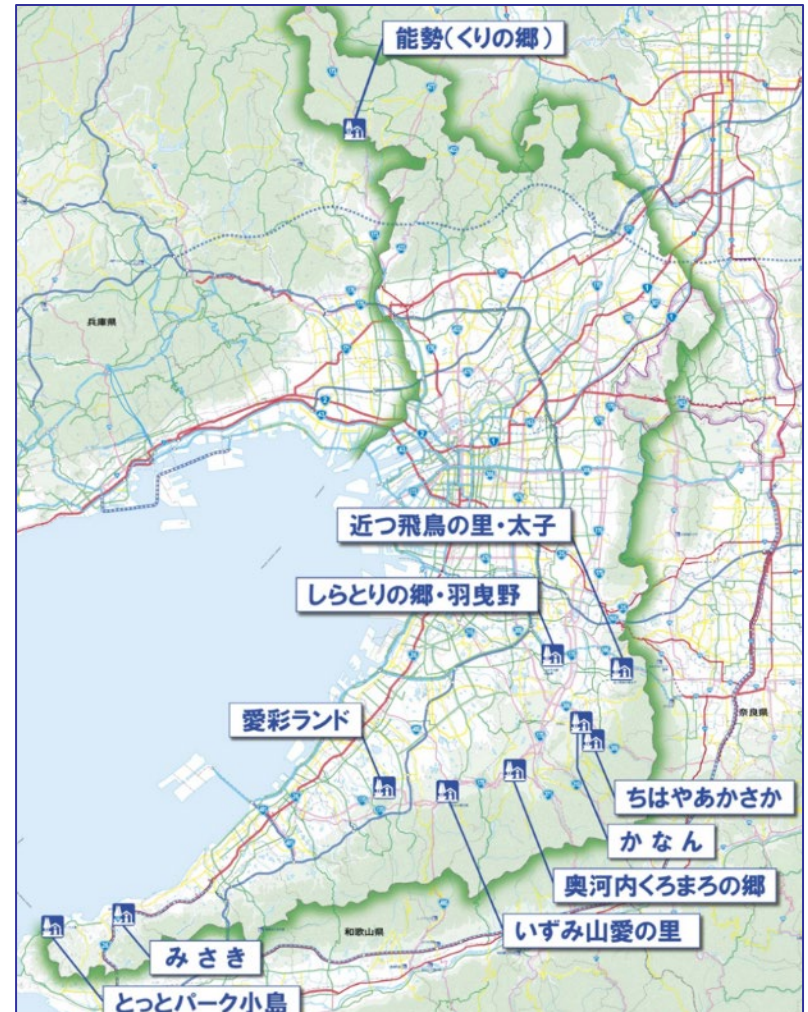 能勢（くりの郷）
兵庫県
近つ飛鳥の里・太子
しらとりの郷・羽曳野
愛彩ランド
奈良県
ちはやあかさか
かなん
奥河内くろまろの郷
いずみ山愛の里
和歌山県
みさき
とっとパーク小島